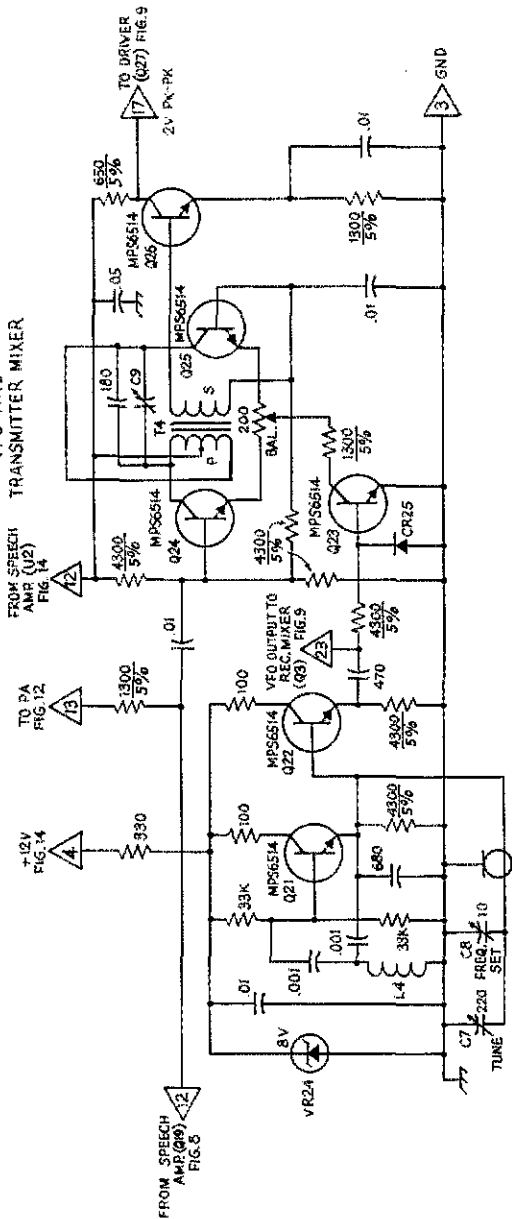 TRANSMITTER MIXER
FROM SPEECH
AMP. (U2)
FIG. 14
12
TO PA
FIG. 12
13
+12V
FIG. 14
4
FROM SPEECH
AMP. (Q19)
FIG. 8
12
TO DRIVER
(Q27) FIG. 9
17
2V PK-PK
GND
3
VFO OUTPUT TO
REC. MIXER
(Q3) FIG. 9
23
330
1300
5%
4300
5%
.01
.05
650
5%
MPS6514
Q26
180
C9
MPS6514
Q25
T4
P
S
200
BAL.
MPS6514
Q24
1300
5%
4300
5%
.01
1300
5%
.01
MPS6514
Q23
CR25
4300
5%
470
100
MPS6514
Q22
4300
5%
100
33K
MPS6514
Q21
4300
5%
680
.001
.001
33K
L4
.01
8V
VR2A
C7
220
TUNE
C8
10
FREQ.
SET